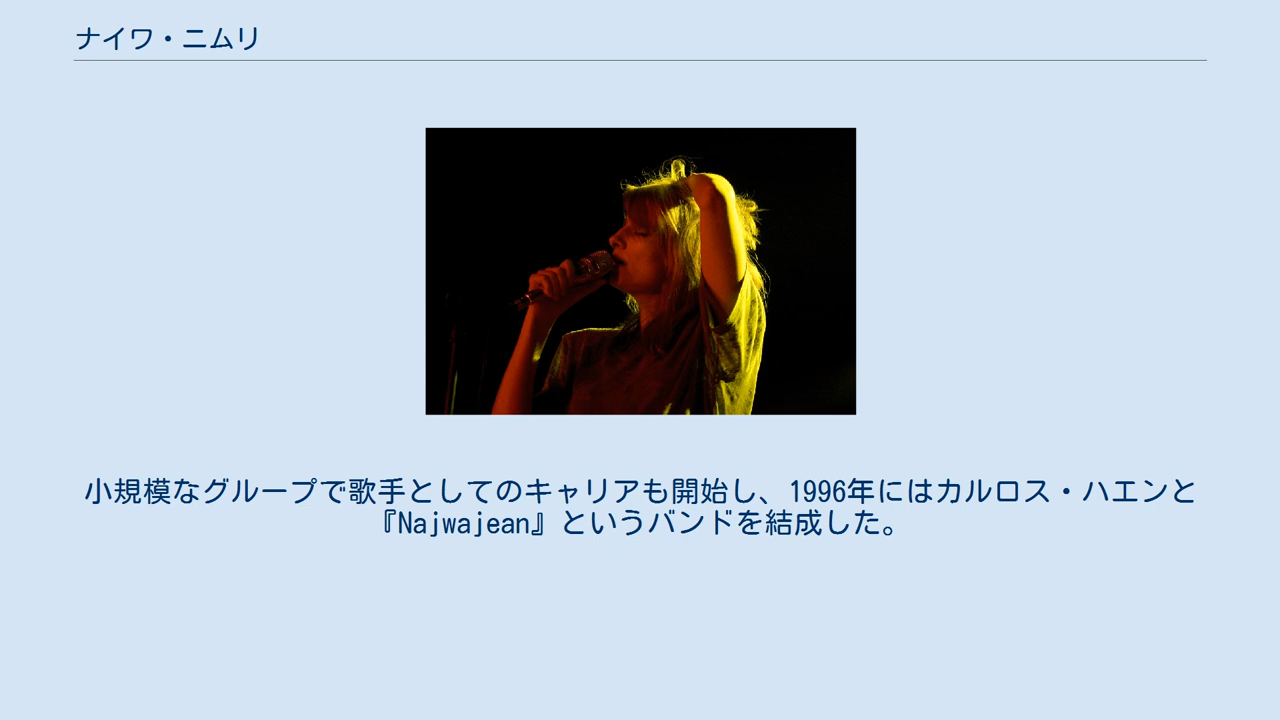 ナイワ・ニムリ
小規模なグループで歌手としてのキャリアも開始し、1996年にはカルロス・ハエンと
『Najwajean』というバンドを結成した。